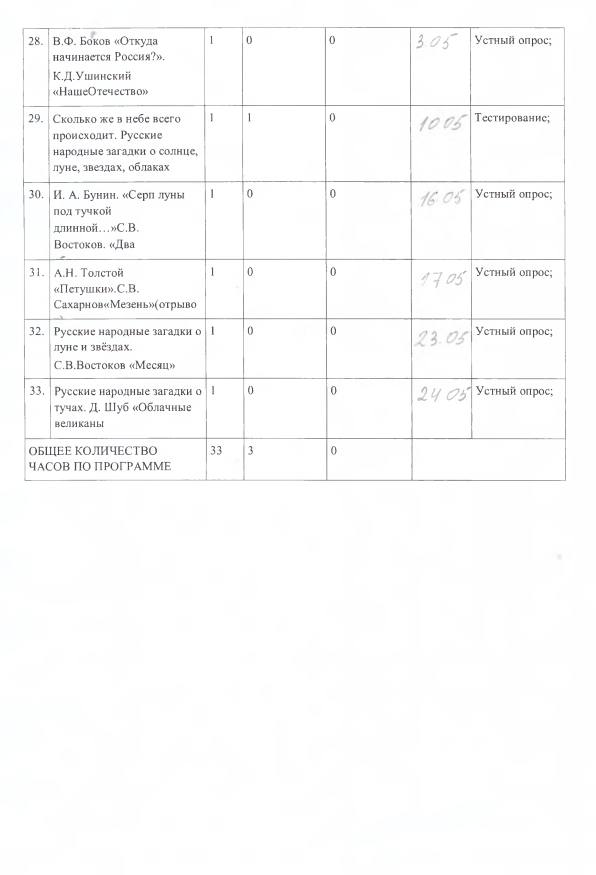 28. В.Ф. Боков «Откуда 1 0 0 3.05 Устный опрос;
начинается Россия?».
К.Д.Ушинский
«НашеОтечество»
29. Сколько же в небе всего 1 1 0 10 05 Тестирование;
происходит. Русские
народные загадки о солнце,
луне, звездах, облаках
30. И. А. Бунин. «Серп луны 1 0 0 16.05 Устный опрос;
под тучкой
длинной…»С.В.
Востоков. «Два
31. А.Н. Толстой 1 0 0 17 05 Устный опрос;
«Петушки».С.В.
Сахарнов«Мезень»(отрыво
32. Русские народные загадки о 1 0 0 23.05 Устный опрос;
луне и звёздах.
С.В.Востоков «Месяц»
33. Русские народные загадки о 1 0 0 24 05 Устный опрос;
тучах. Д. Шуб «Облачные
великаны
ОБЩЕЕ КОЛИЧЕСТВО 33 3 0
ЧАСОВ ПО ПРОГРАММЕ